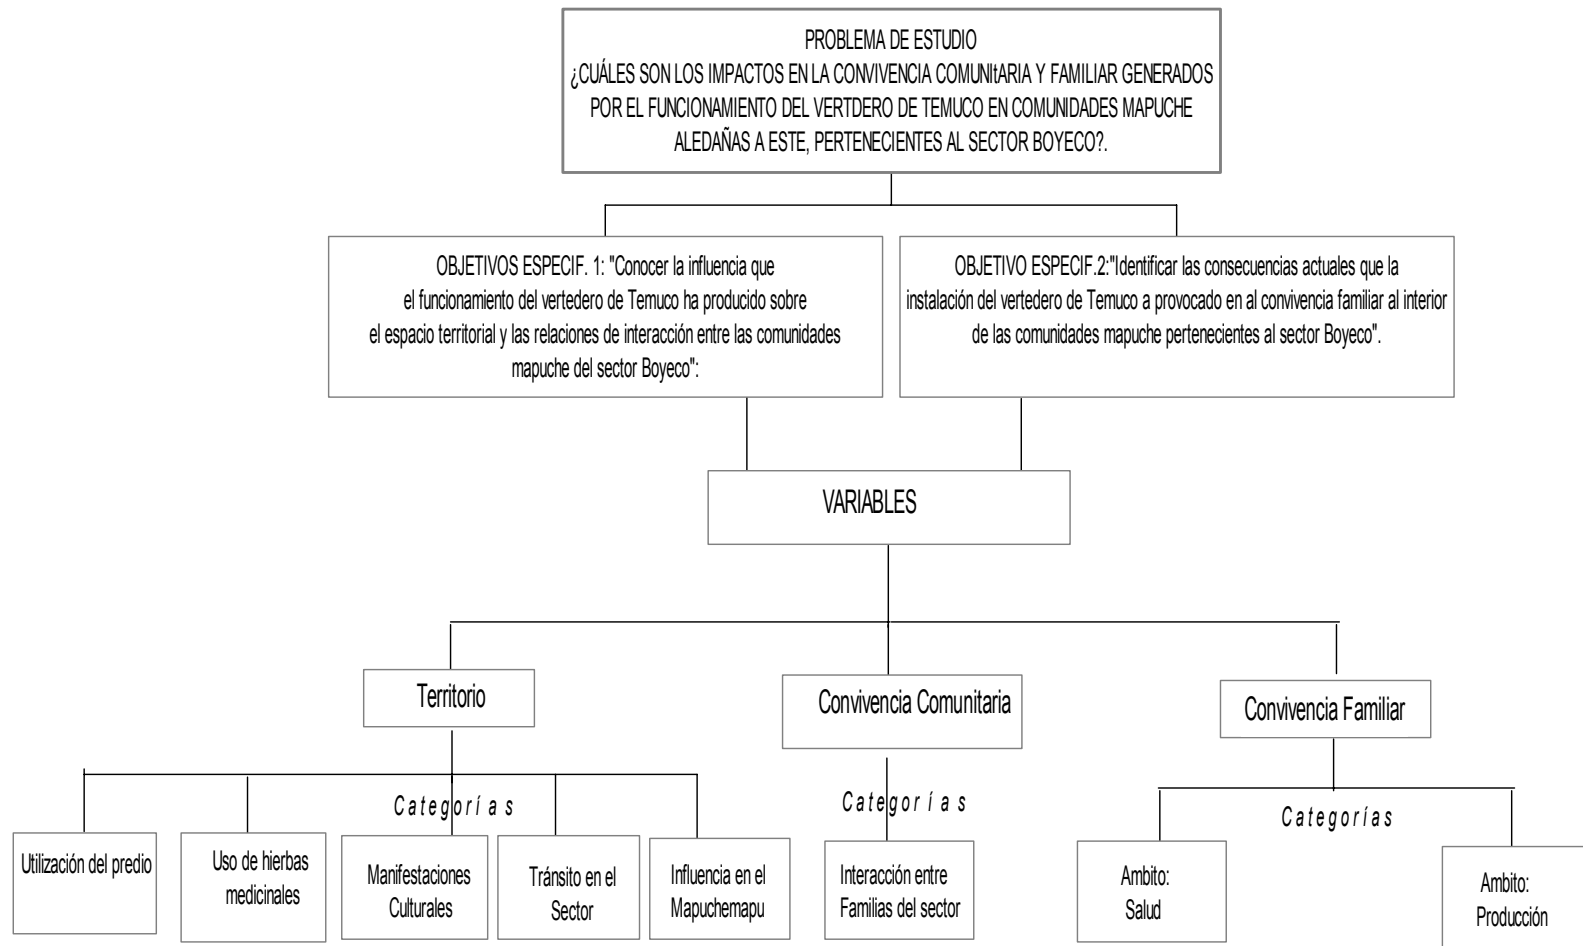 PROBLEMA DE ESTUDIO
¿CUÁLES SON LOS IMPACTOS EN LA CONVIVENCIA COMUNItARIA Y FAMILIAR GENERADOS
POR EL FUNCIONAMIENTO DEL VERTDERO DE TEMUCO EN COMUNIDADES MAPUCHE
ALEDAÑAS A ESTE, PERTENECIENTES AL SECTOR BOYECO?.
OBJETIVOS ESPECIF. 1: "Conocer la influencia que
el funcionamiento del vertedero de Temuco ha producido sobre
el espacio territorial y las relaciones de interacción entre las comunidades
mapuche del sector Boyeco":
OBJETIVO ESPECIF.2:"Identificar las consecuencias actuales que la
instalación del vertedero de Temuco a provocado en al convivencia familiar al interior
de las comunidades mapuche pertenecientes al sector Boyeco".
VARIABLES
Territorio
Convivencia Comunitaria
Convivencia Familiar
Categorías
Categorías
Categorías
Utilización del predio
Uso de hierbas
medicinales
Manifestaciones
Culturales
Tránsito en el
Sector
Influencia en el
Mapuchemapu
Interacción entre
Familias del sector
Ambito:
Salud
Ambito:
Producción